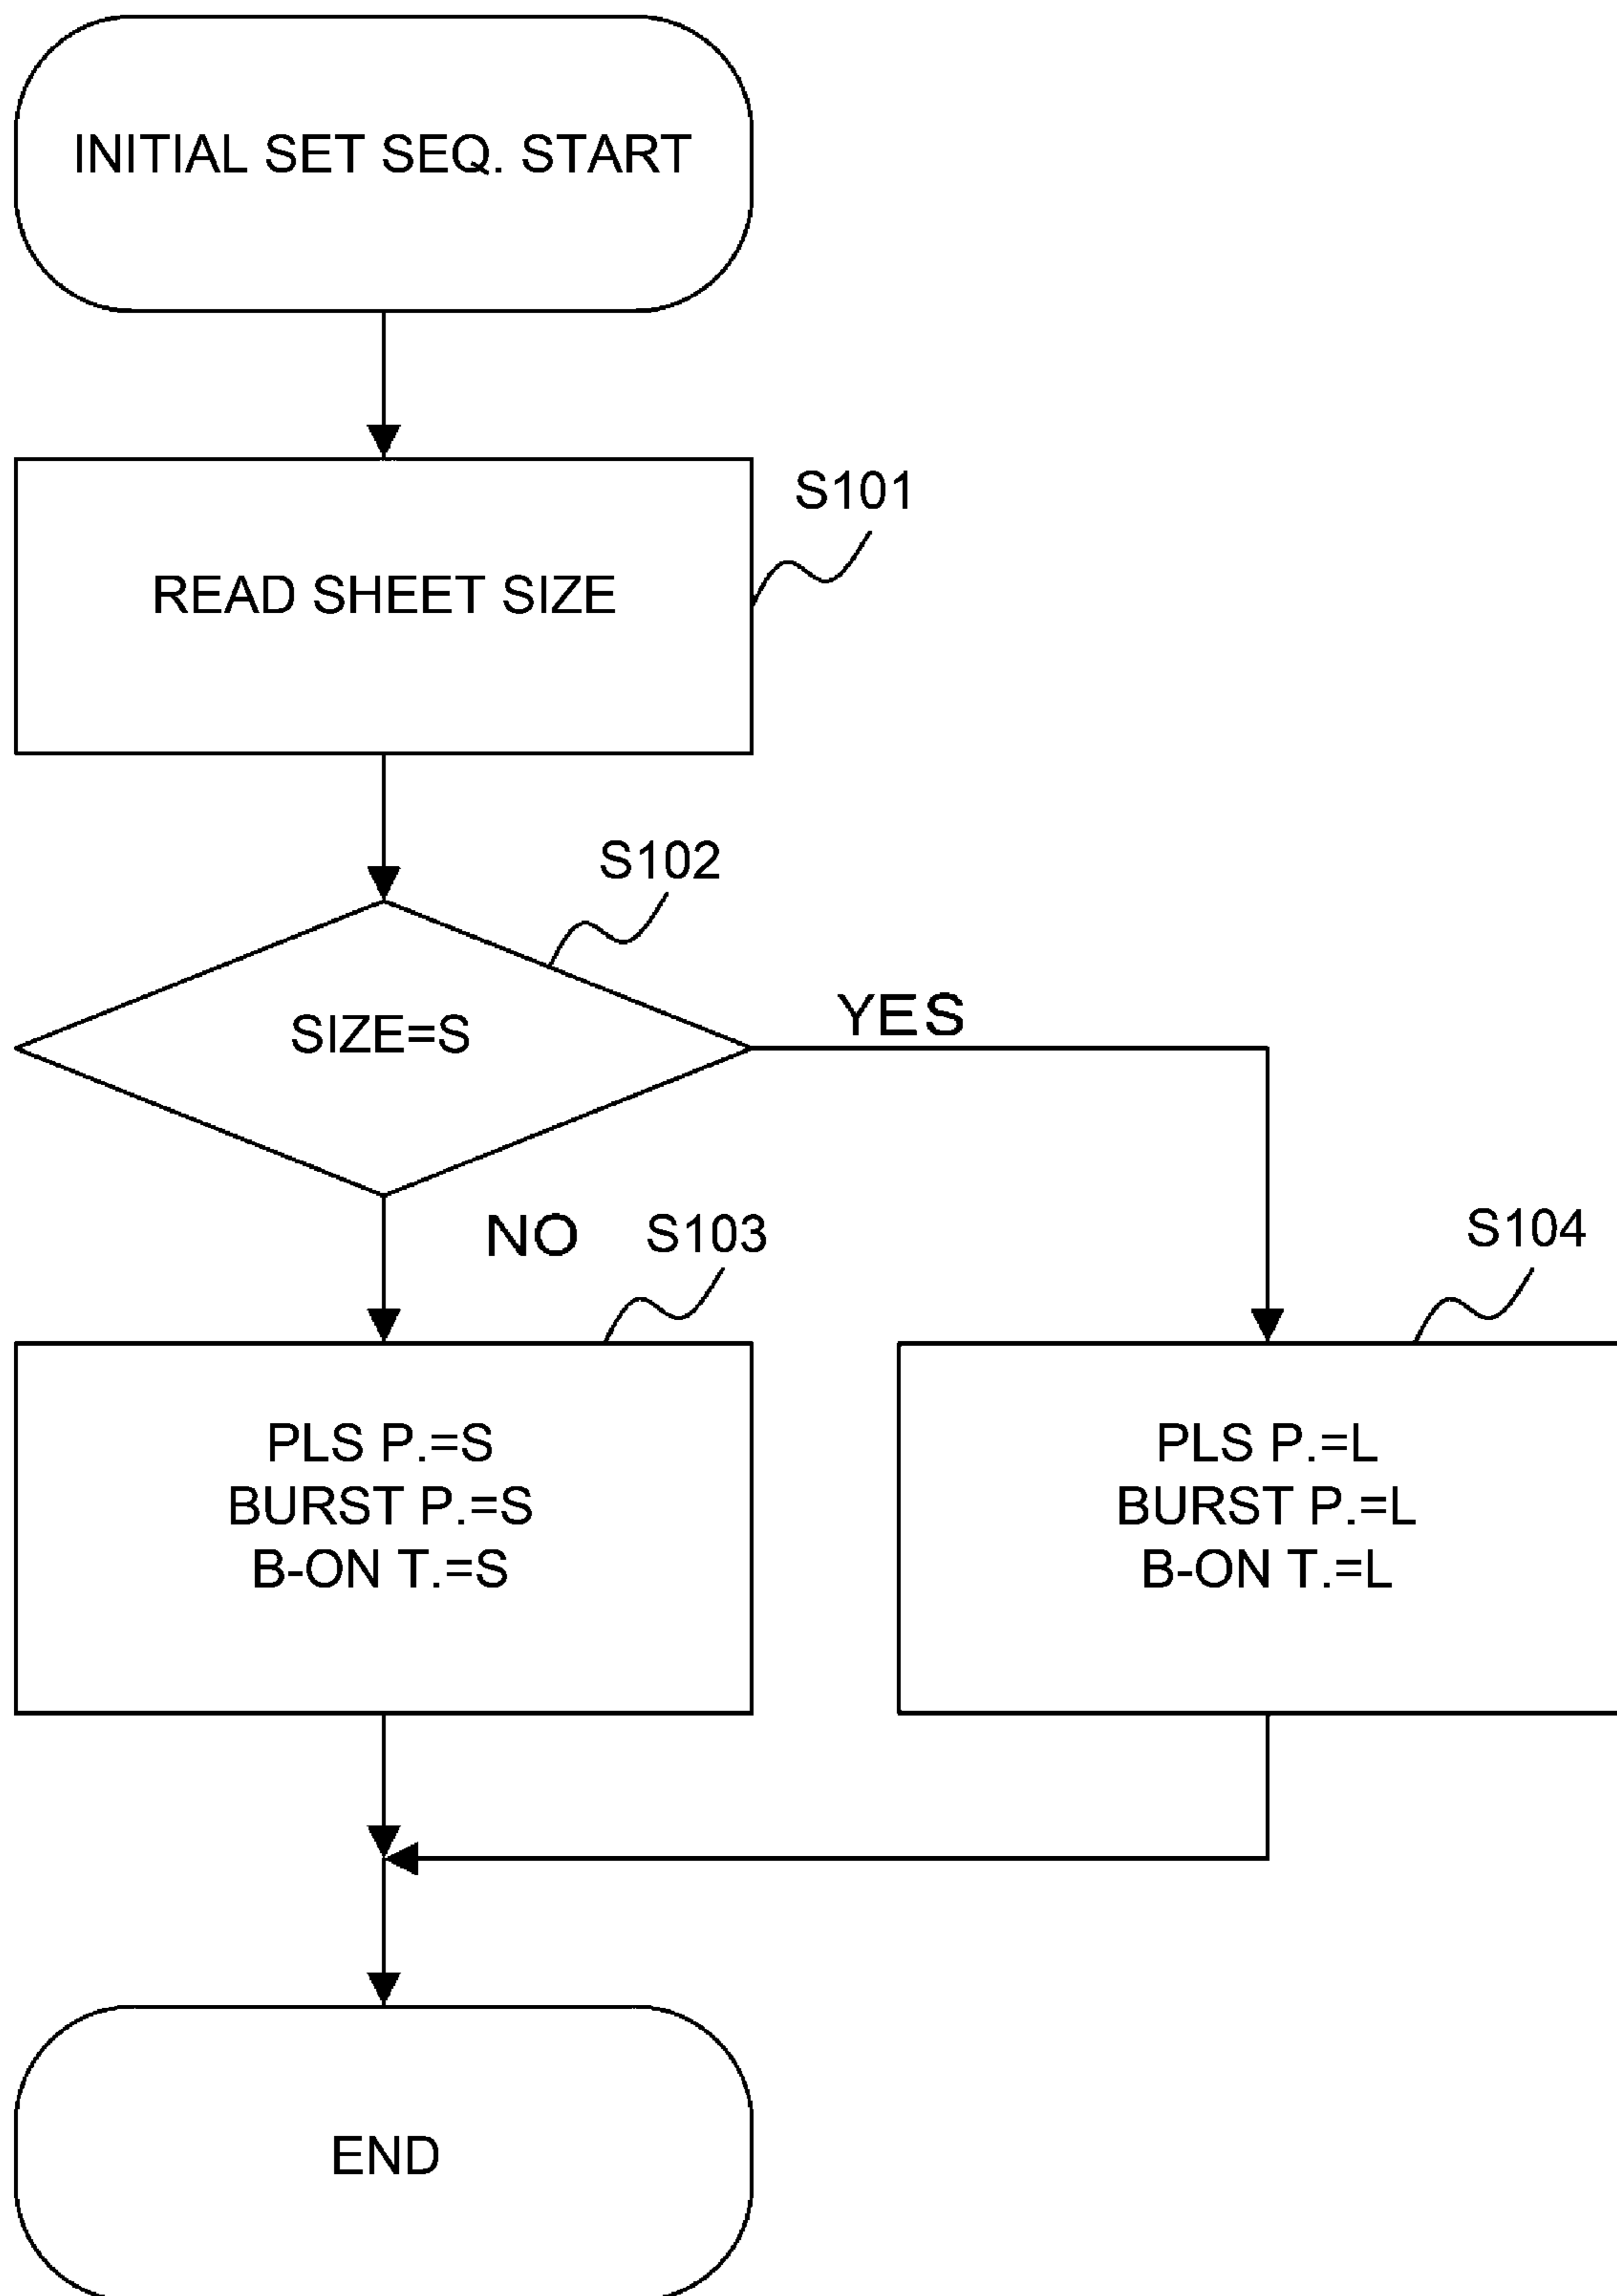 INITIAL SET SEQ. START
S101
READ SHEET SIZE
S102
SIZE=S
YES
NO
S103
S104
PLS P.=S
BURST P.=S
B-ON T.=S
PLS P.=L
BURST P.=L
B-ON T.=L
END